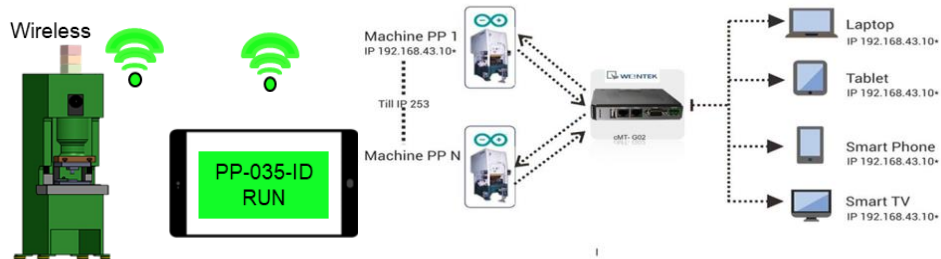 Wireless
PP-035-ID
RUN
Machine PP 1
IP 192.168.43.10*
Till IP 253
Machine PP N
WEINTEK
cMT- G02
Laptop
IP 192.168.43.10*
Tablet
IP 192.168.43.10*
Smart Phone
IP 192.168.43.10*
Smart TV
IP 192.168.43.10*